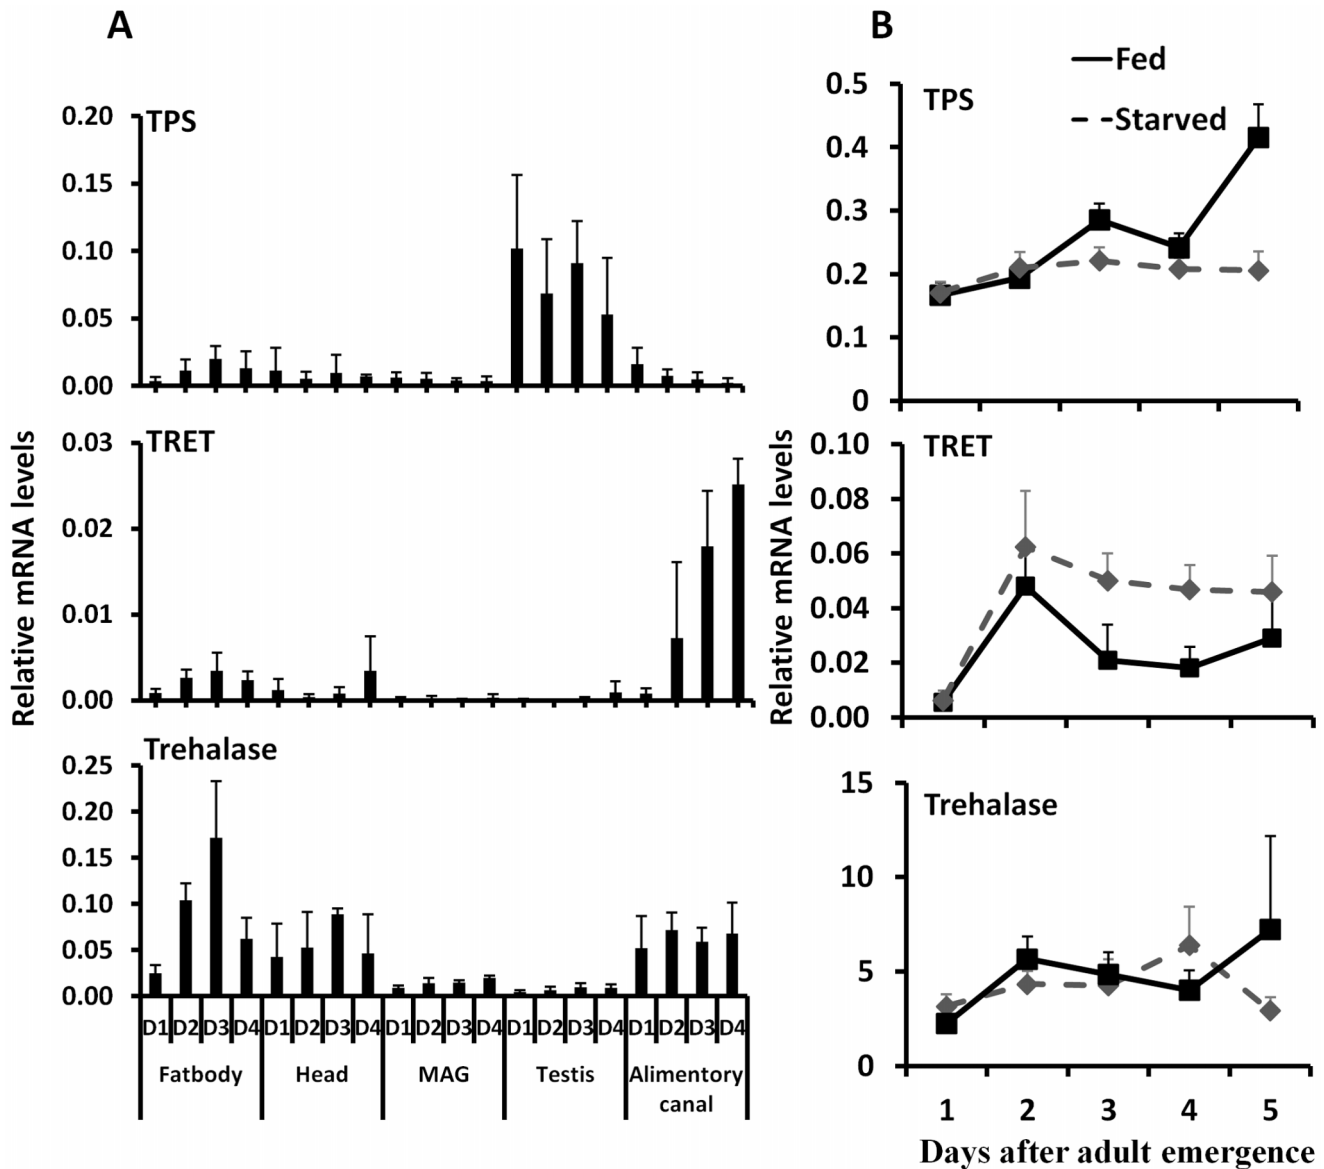 A
TPS
0.20
0.15
0.10
0.05
0.00
TRET
0.03
0.02
0.01
0.00
Trehalase
0.25
0.20
0.15
0.10
0.05
0.00
Relative mRNA levels
D1 D2 D3 D4 D1 D2 D3 D4 D1 D2 D3 D4 D1 D2 D3 D4 D1 D2 D3 D4
Fatbody Head MAG Testis Alimentory
canal
B
Fed
Starved
TPS
0.5
0.4
0.3
0.2
0.1
0
TRET
0.10
0.08
0.06
0.04
0.02
0.00
Relative mRNA levels
Trehalase
15
10
5
0
1 2 3 4 5
Days after adult emergence